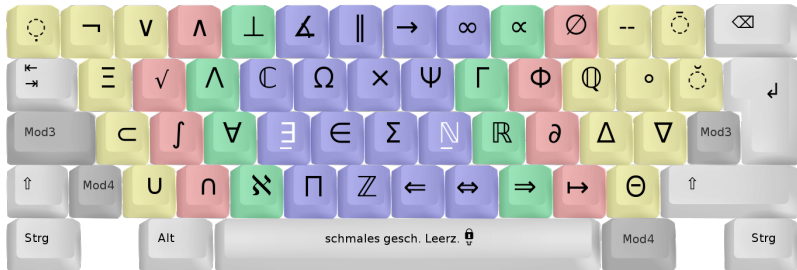 ◌̣ ¬ ∨ ∧ ⊥ ∡ ∥ → ∞ ∝ ∅ -- ◌̄ ⌫
⇤ ⇥ Ξ √ Λ ℂ Ω × Ψ Γ Φ ℚ ∘ ◌̆ ↲
Mod3 ⊂ ∫ ∀ ∃ ∈ Σ ℕ ℝ ∂ Δ ∇ Mod3
⇧ Mod4 ∪ ∩ ℵ Π ℤ ⇐ ⇔ ⇒ ↦ Θ ⇧
Strg Alt schmales gesch. Leerz. Mod4 Strg